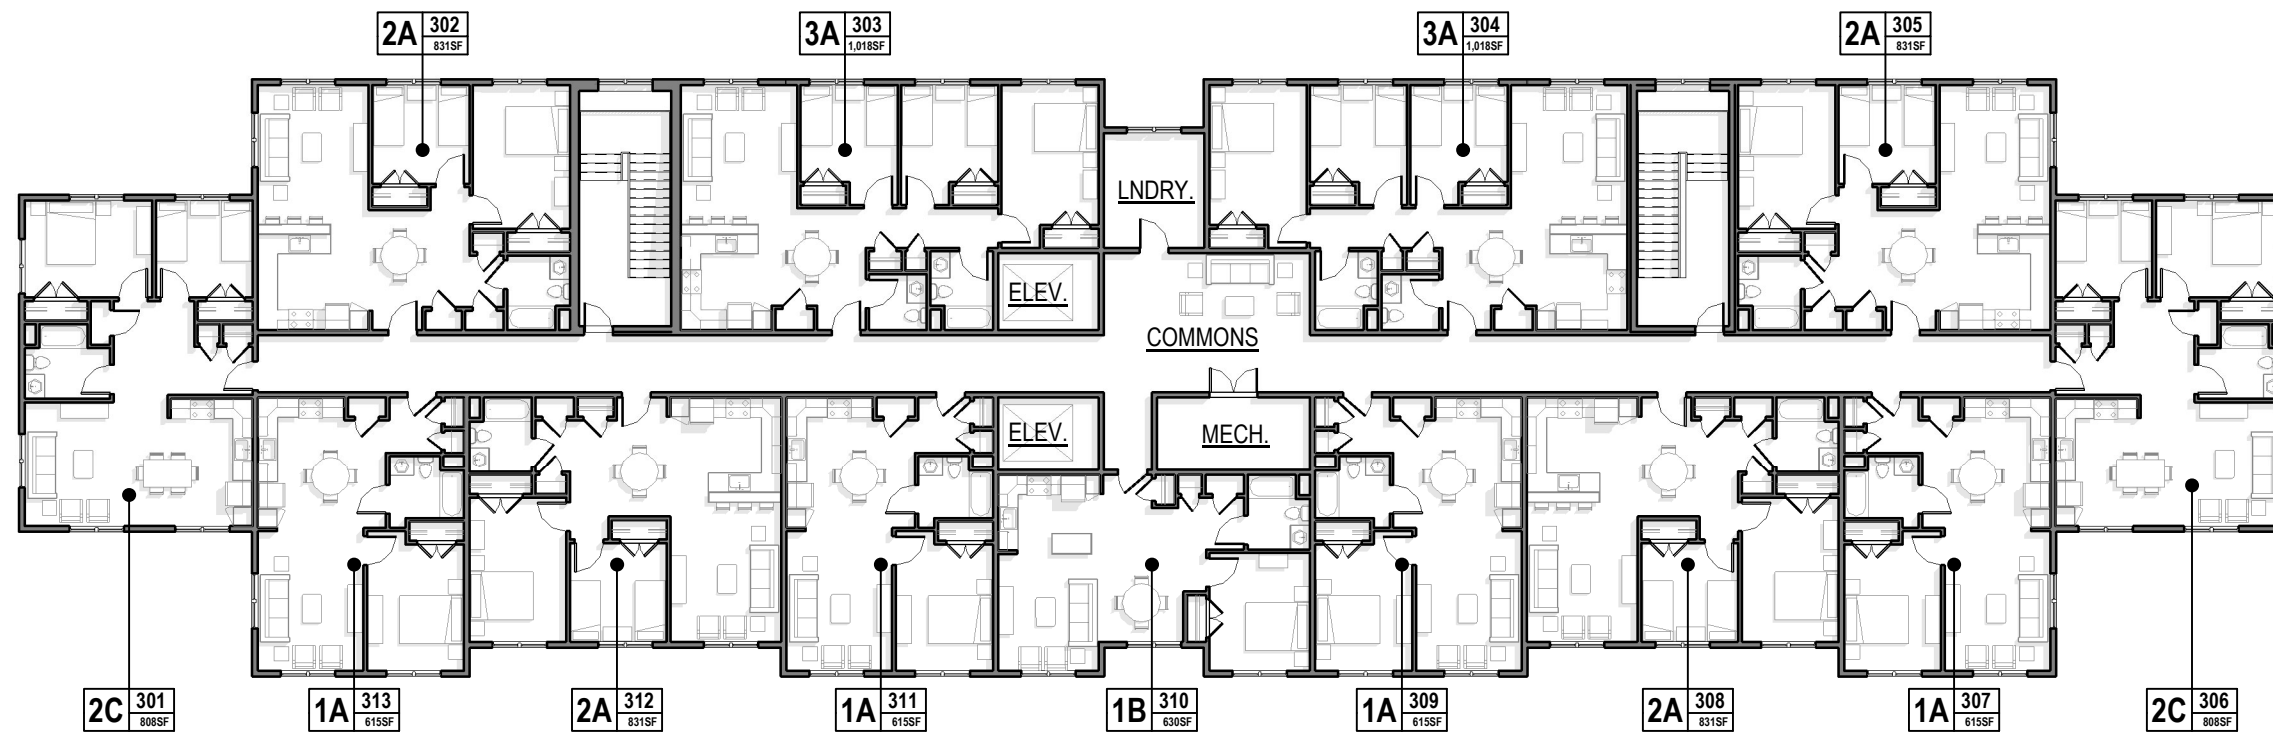 2A 302 831SF
3A 303 1,018SF
3A 304 1,018SF
2A 305 831SF
LNDRY.
ELEV.
COMMONS
ELEV.
MECH.
2C 301 808SF
1A 313 615SF
2A 312 831SF
1A 311 615SF
1B 310 630SF
1A 309 615SF
2A 308 831SF
1A 307 615SF
2C 306 808SF